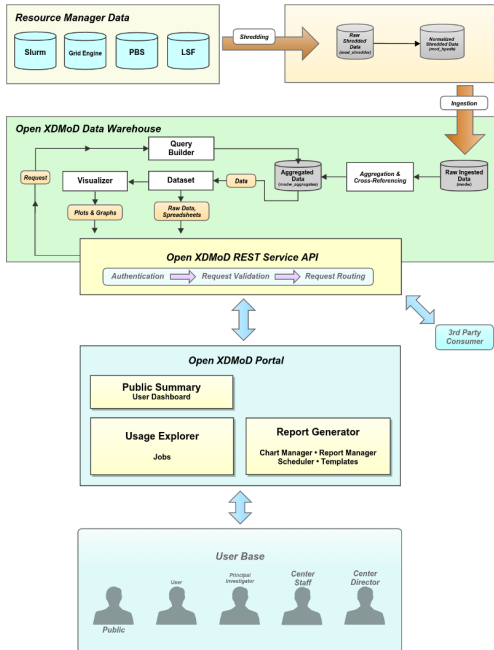 Resource Manager Data
Slurm
Grid Engine
PBS
LSF
Shredding
Raw
Shredded
Data
(mod_shredder)
Normalized
Shredded Data
(mod_hpcdb)
Ingestion
Open XDMoD Data Warehouse
Query
Builder
Request
Visualizer
Dataset
Data
Aggregated
Data
(modw_aggregates)
Aggregation &
Cross-Referencing
Raw Ingested
Data
(modw)
Plots & Graphs
Raw Data,
Spreadsheets
Open XDMoD REST Service API
Authentication
Request Validation
Request Routing
3rd Party
Consumer
Open XDMoD Portal
Public Summary
User Dashboard
Usage Explorer
Jobs
Report Generator
Chart Manager • Report Manager
Scheduler • Templates
User Base
Public
User
Principal
Investigator
Center
Staff
Center
Director